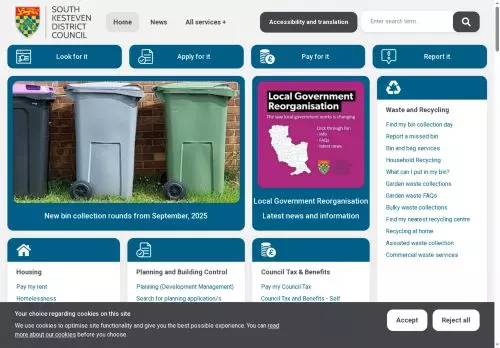 SOUTH
KESTEVEN
DISTRICT
COUNCIL
Home
News
All services +
Accessibility and translation
Enter search term...
Look for it
Apply for it
Pay for it
Report it
New bin collection rounds from September, 2025
Local Government
Reorganisation
The way local government works is changing
Click through for:
- info
- FAQs
- latest news
Local Government Reorganisation
Latest news and information
Waste and Recycling
Find my bin collection day
Report a missed bin
Bin and bag services
Household Recycling
What can I put in my bin?
Garden waste collections
Garden waste FAQs
Bulky waste collections
Find my nearest recycling centre
Recycling at home
Assisted waste collection
Commercial waste services
Housing
Pay my rent
Homelessness
Planning and Building Control
Planning (Development Management)
Search for planning application/s
Council Tax & Benefits
Pay my Council Tax
Council Tax and Benefits - Self
Your choice regarding cookies on this site
We use cookies to optimise site functionality and give you the best possible experience. You can read
more about our cookies before you choose
Accept
Reject all